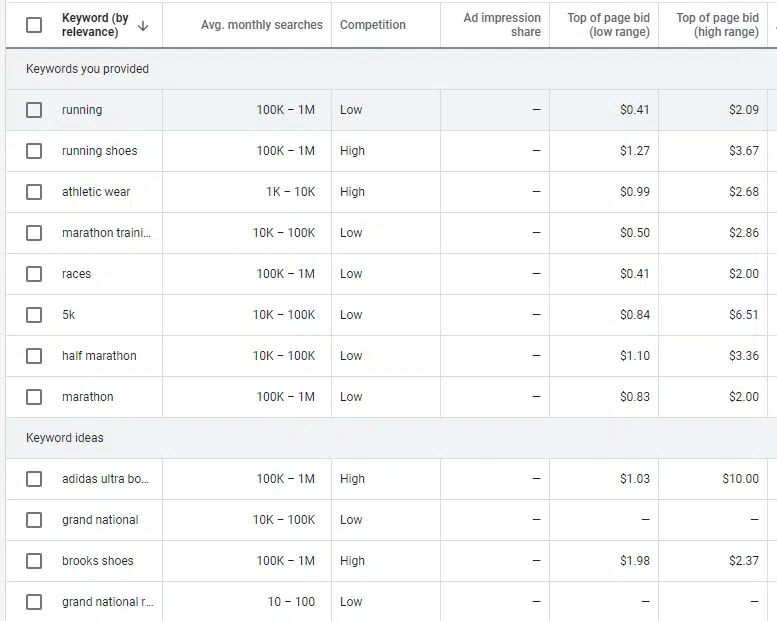 Keyword (by relevance) ↓ Avg. monthly searches Competition Ad impression share Top of page bid (low range) Top of page bid (high range)
Keywords you provided
running 100K – 1M Low – $0.41 $2.09
running shoes 100K – 1M High – $1.27 $3.67
athletic wear 1K – 10K High – $0.99 $2.68
marathon traini... 10K – 100K Low – $0.50 $2.86
races 100K – 1M Low – $0.41 $2.00
5k 10K – 100K Low – $0.84 $6.51
half marathon 10K – 100K Low – $1.10 $3.36
marathon 100K – 1M Low – $0.83 $2.00
Keyword ideas
adidas ultra bo... 100K – 1M High – $1.03 $10.00
grand national 10K – 100K Low – – –
brooks shoes 100K – 1M High – $1.98 $2.37
grand national r... 10 – 100 Low – – –